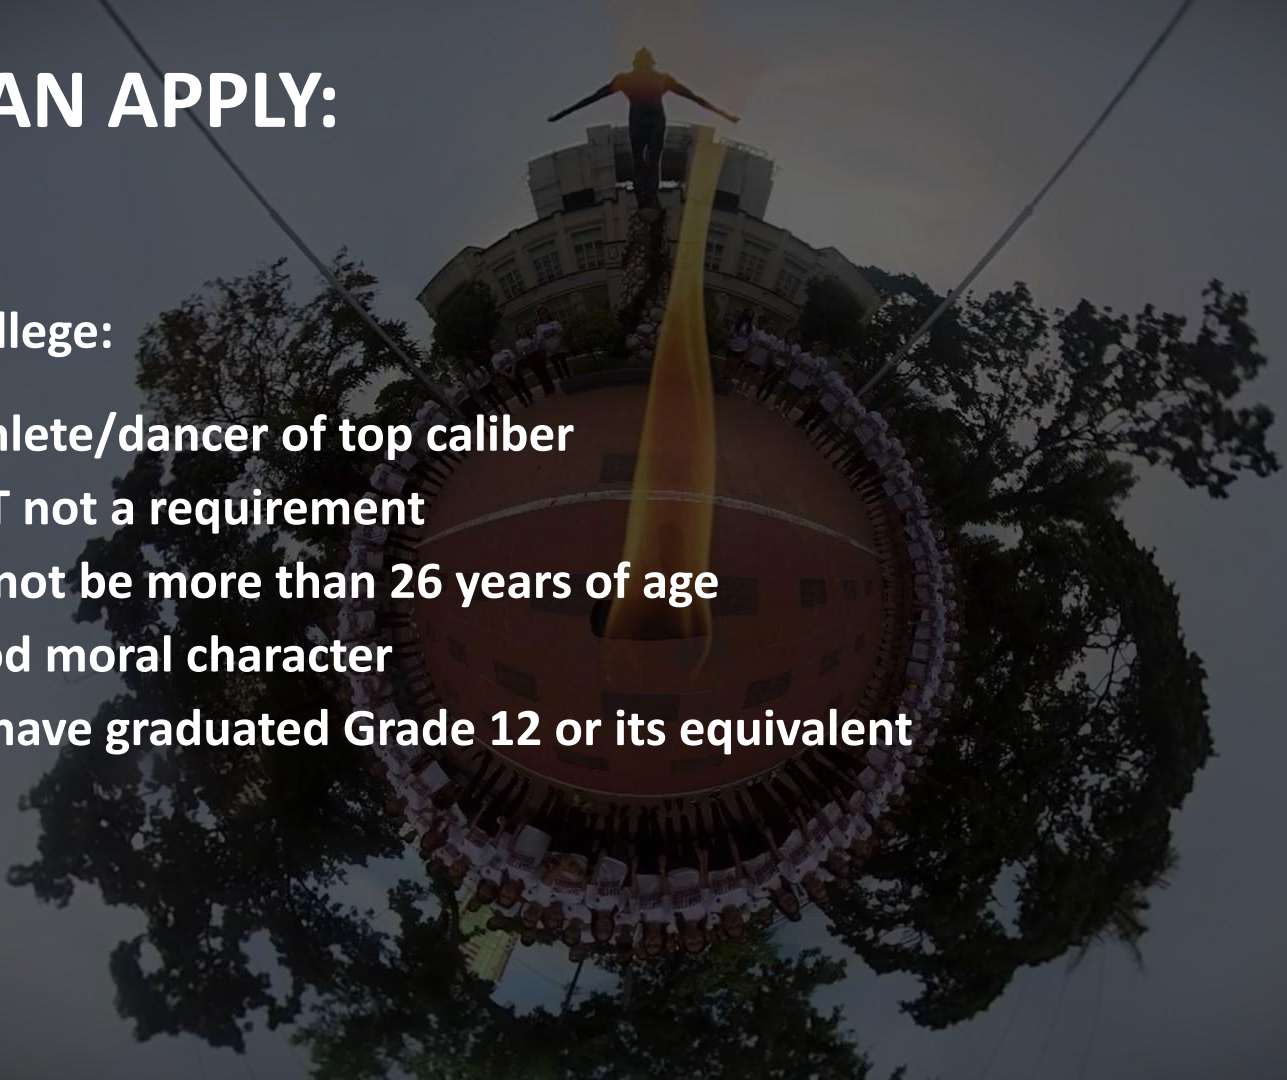 AN APPLY:
llege:
hlete/dancer of top caliber
T not a requirement
not be more than 26 years of age
od moral character
have graduated Grade 12 or its equivalent